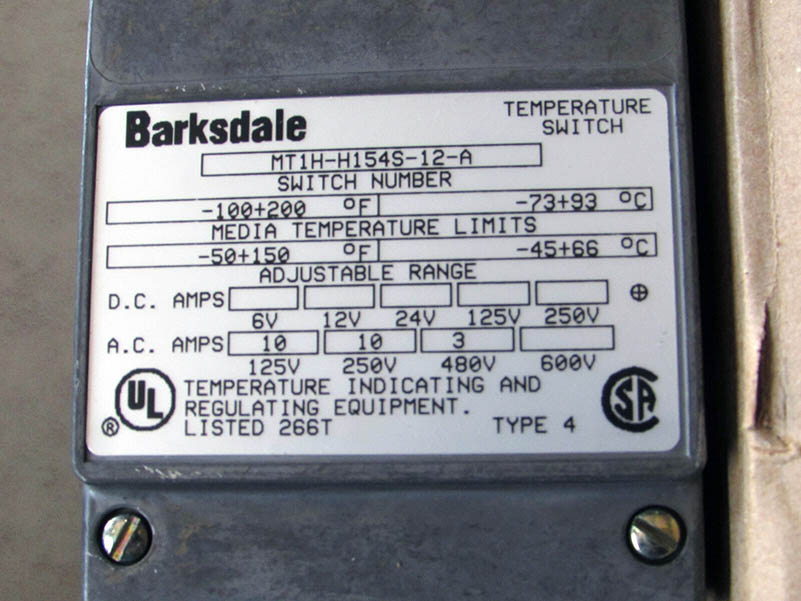 Barksdale
TEMPERATURE
SWITCH
MT1H-H154S-12-A
SWITCH NUMBER
-100+200 °F -73+93 °C
MEDIA TEMPERATURE LIMITS
-50+150 °F -45+66 °C
ADJUSTABLE RANGE
D.C. AMPS
6V 12V 24V 125V 250V
A.C. AMPS 10 10 3
125V 250V 480V 600V
UL ® TEMPERATURE INDICATING AND
REGULATING EQUIPMENT.
LISTED 266T TYPE 4
SA